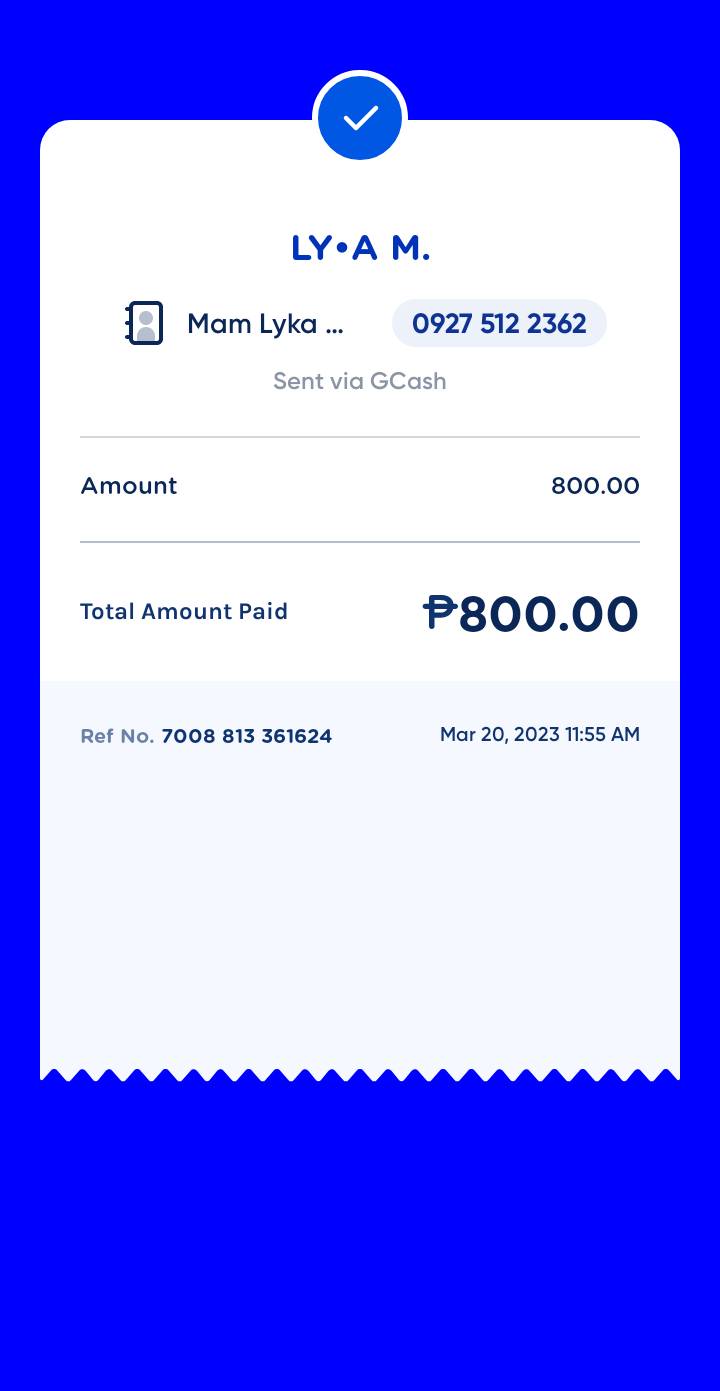 LY•A M.
Mam Lyka ... 0927 512 2362
Sent via GCash
Amount 800.00
Total Amount Paid ₱800.00
Ref No. 7008 813 361624 Mar 20, 2023 11:55 AM